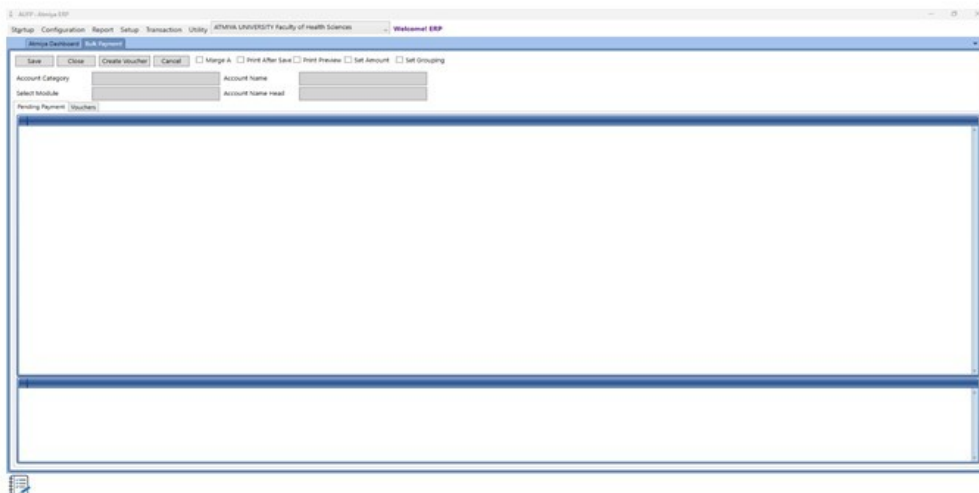 AUERP - Atmiya ERP
Startup Configuration Report Setup Transaction Utility ATMIYA UNIVERSITY Faculty of Health Sciences Welcome! ERP
Atmiya Dashboard Bulk Payment
Save Close Create Voucher Cancel Marge A Print After Save Print Preview Set Amount Set Grouping
Account Category Account Name
Select Module Account Name Head
Pending Payment Vouchers